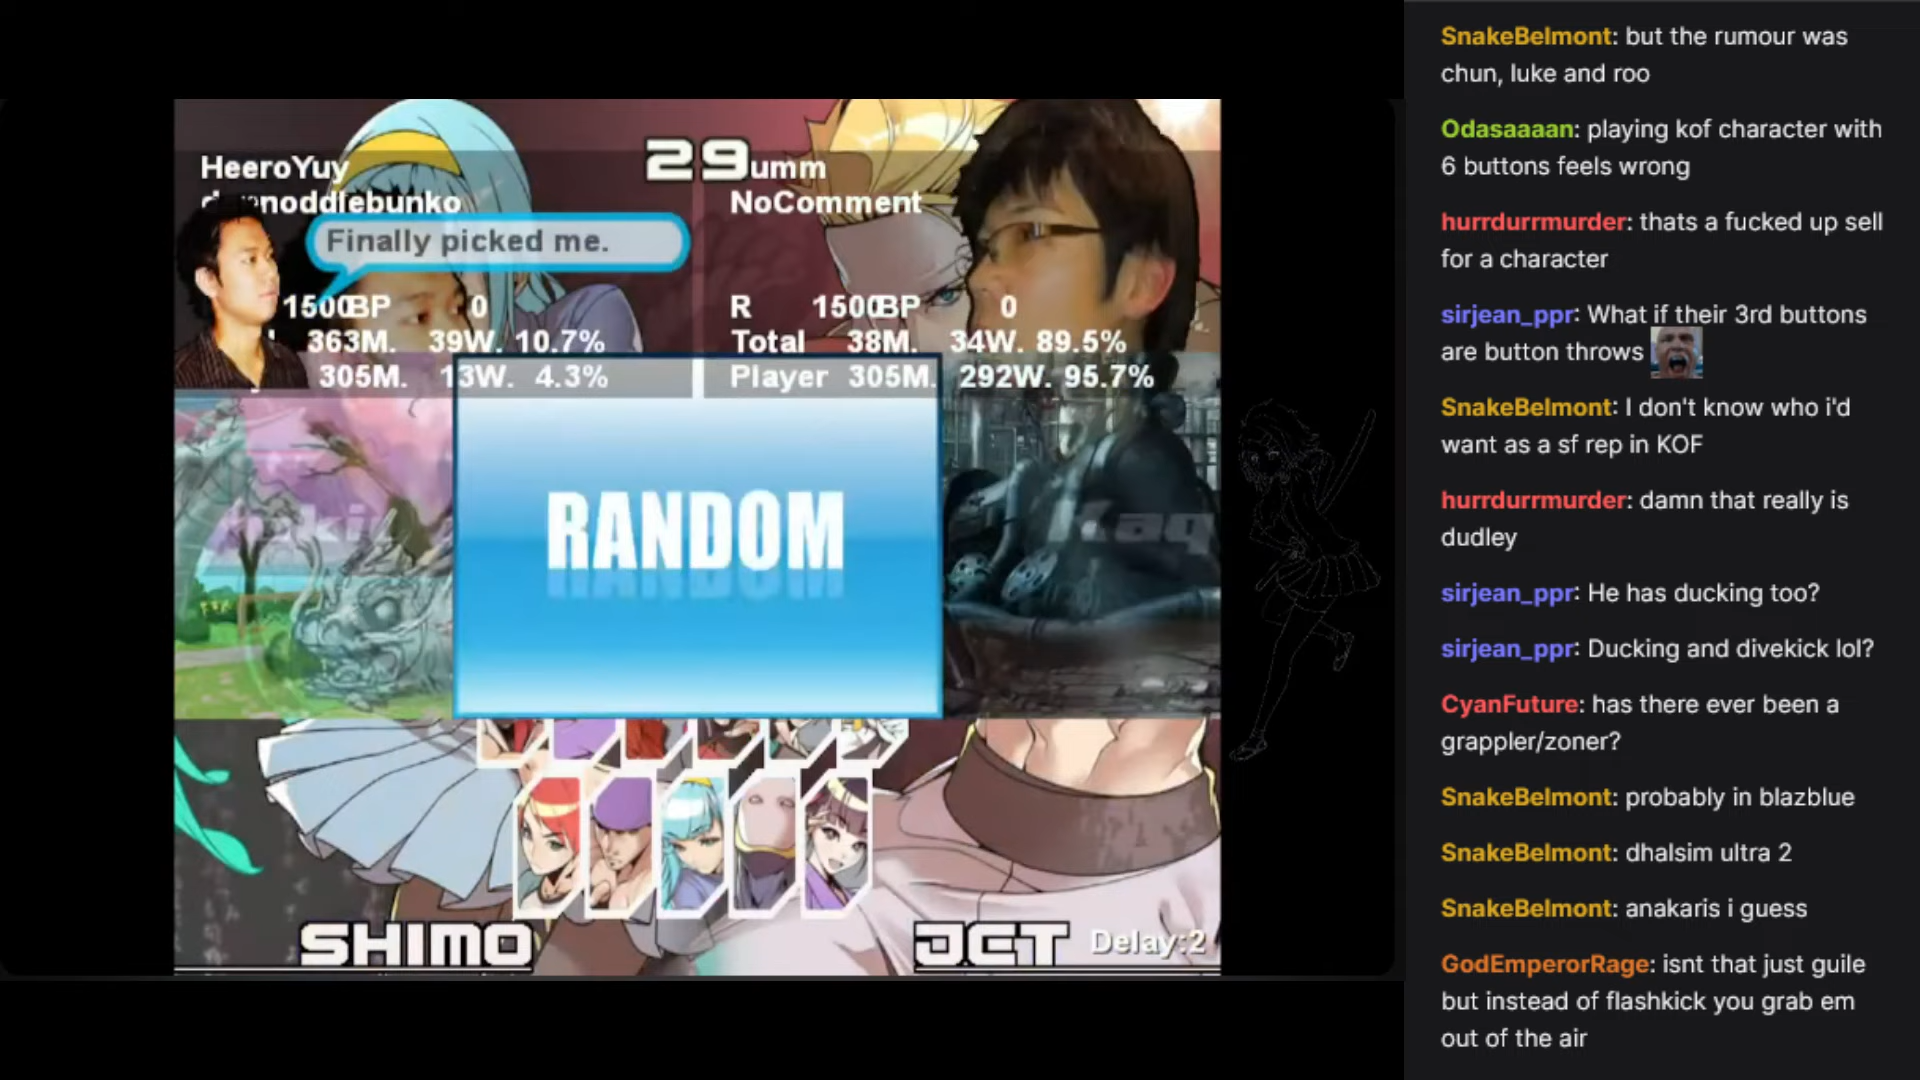 HeeroYuy
29
umm
noddlebunko
NoComment
Finally picked me.
1500BP 0
R 1500BP 0
363M. 39W. 10.7%
Total 38M. 34W. 89.5%
305M. 13W. 4.3%
Player 305M. 292W. 95.7%
RANDOM
SHIMO
JCT
Delay:2
SnakeBelmont: but the rumour was
chun, luke and roo
Odasaaaan: playing kof character with
6 buttons feels wrong
hurrdurrmurder: thats a fucked up sell
for a character
sirjean_ppr: What if their 3rd buttons
are button throws
SnakeBelmont: I don't know who i'd
want as a sf rep in KOF
hurrdurrmurder: damn that really is
dudley
sirjean_ppr: He has ducking too?
sirjean_ppr: Ducking and divekick lol?
CyanFuture: has there ever been a
grappler/zoner?
SnakeBelmont: probably in blazblue
SnakeBelmont: dhalsim ultra 2
SnakeBelmont: anakaris i guess
GodEmperorRage: isnt that just guile
but instead of flashkick you grab em
out of the air